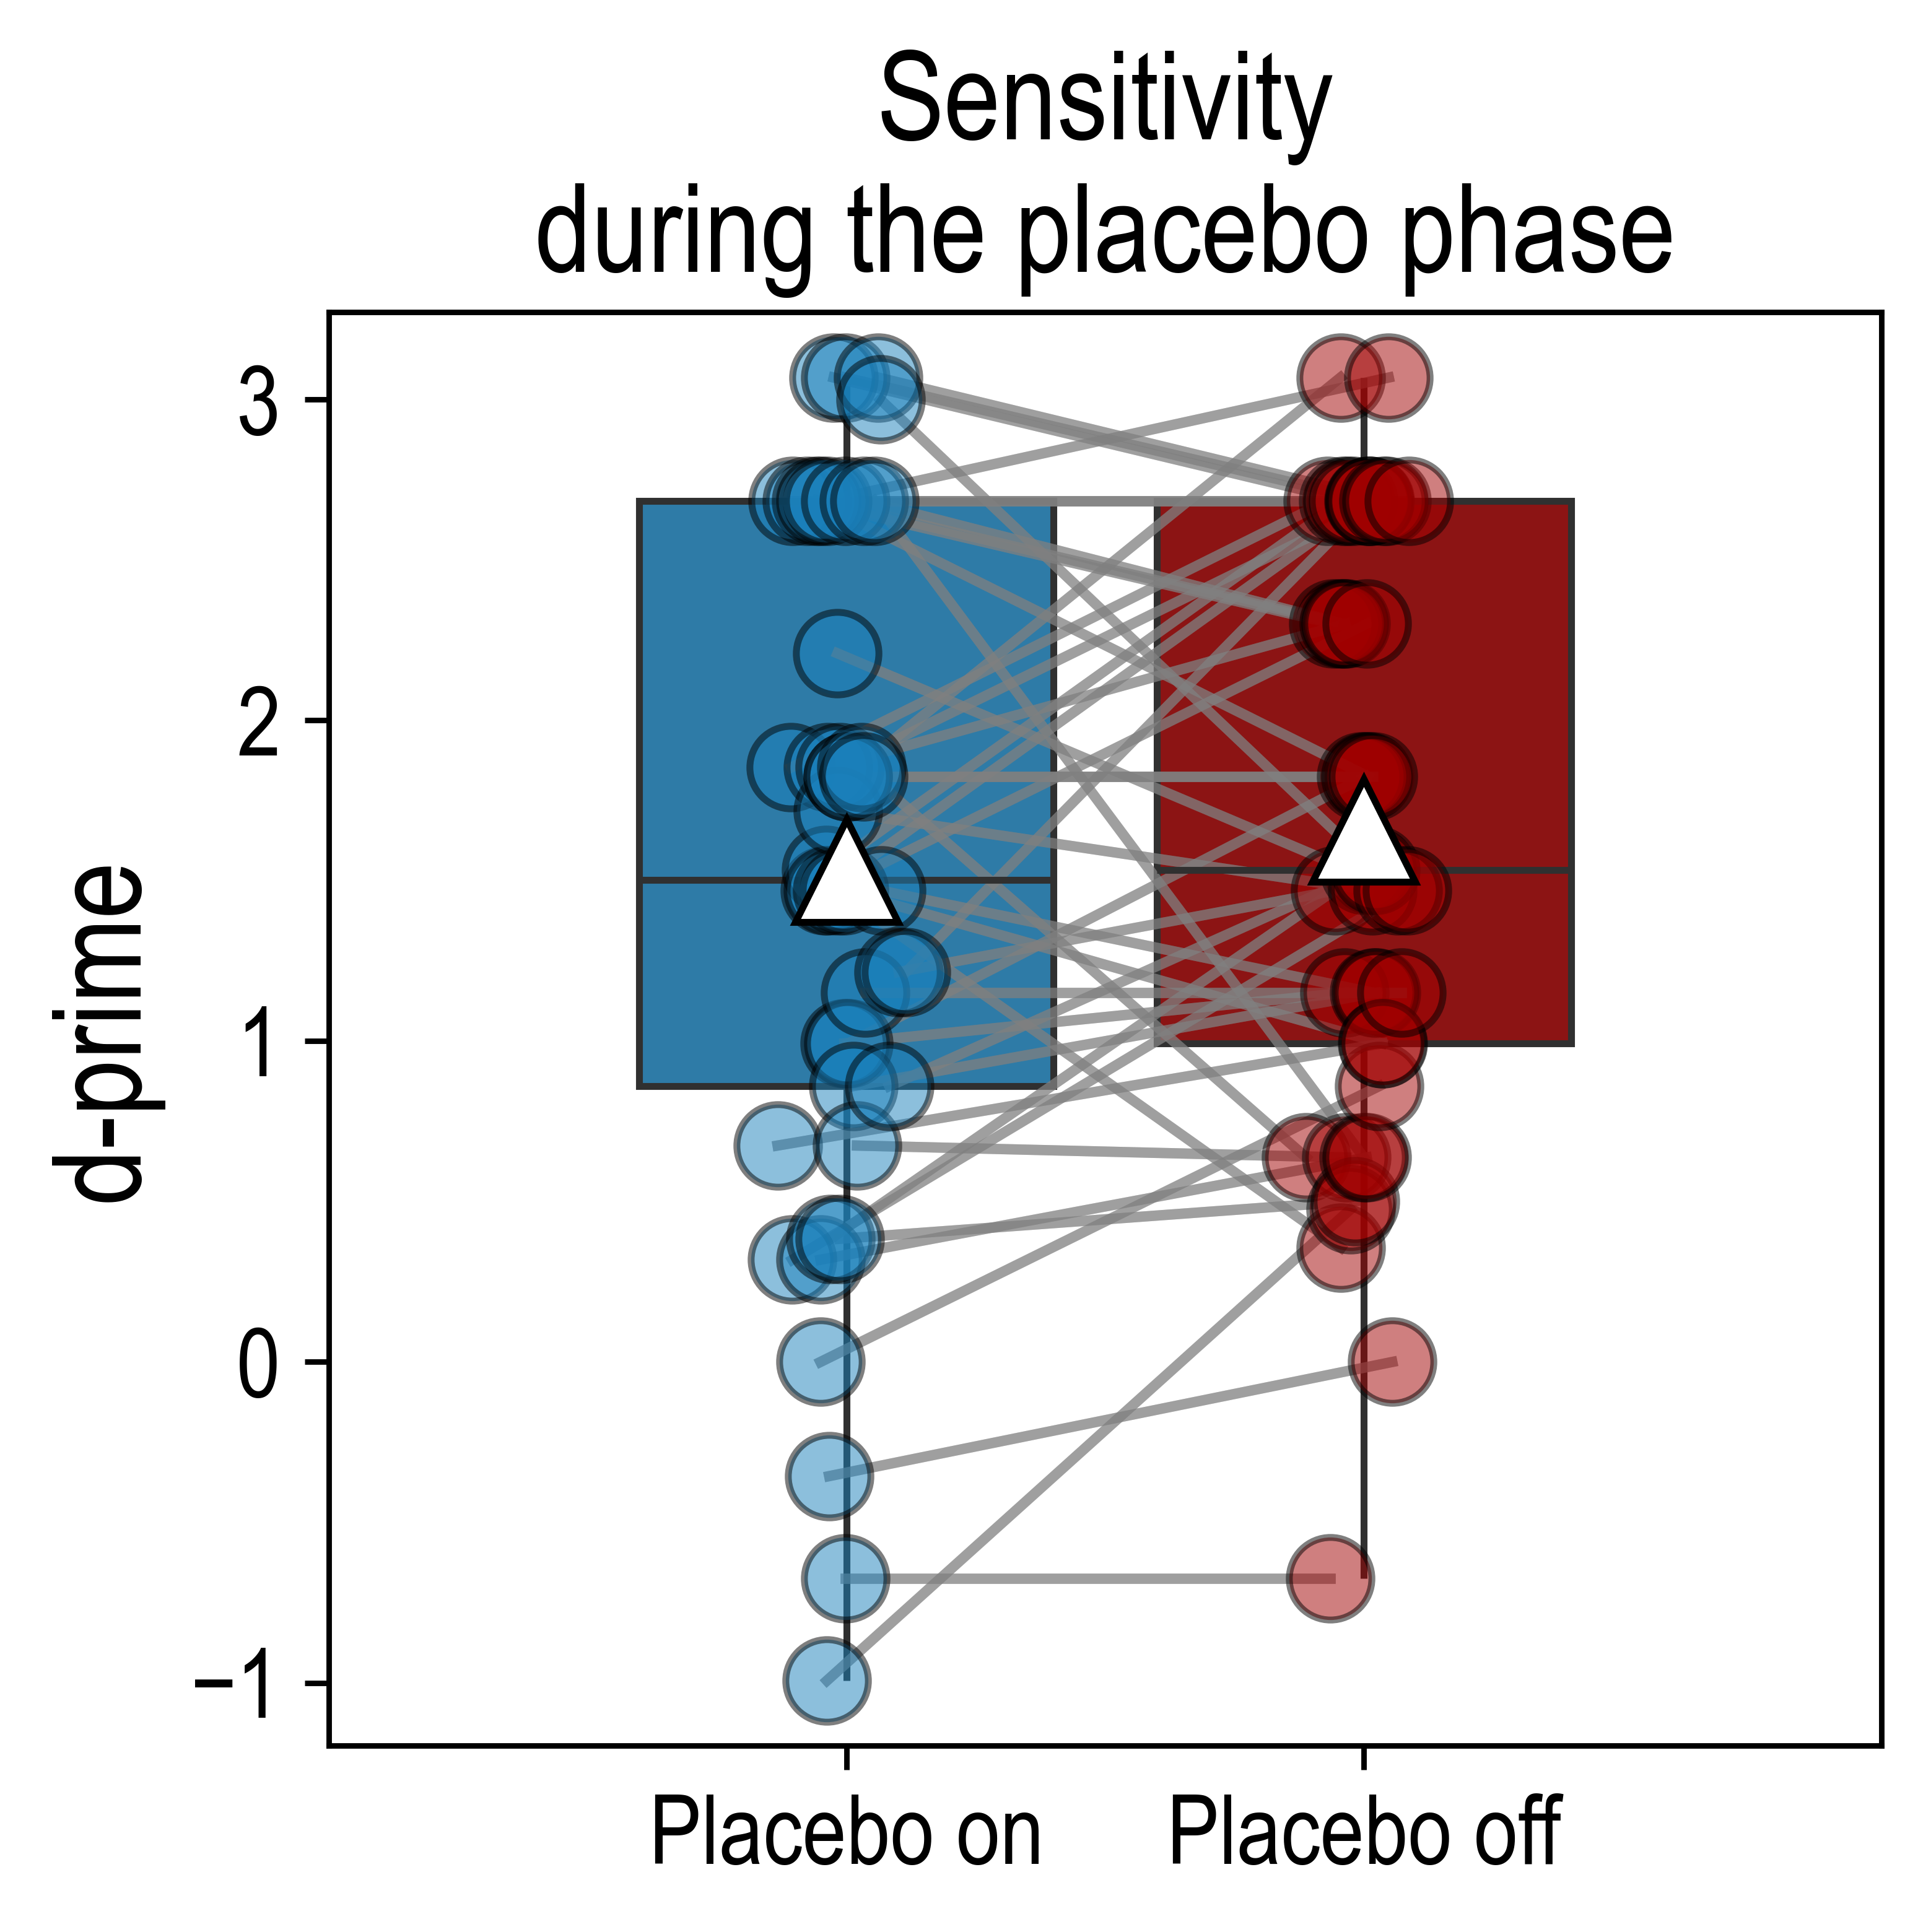 Sensitivity
during the placebo phase
d-prime
3
2
1
0
−1
Placebo on
Placebo off